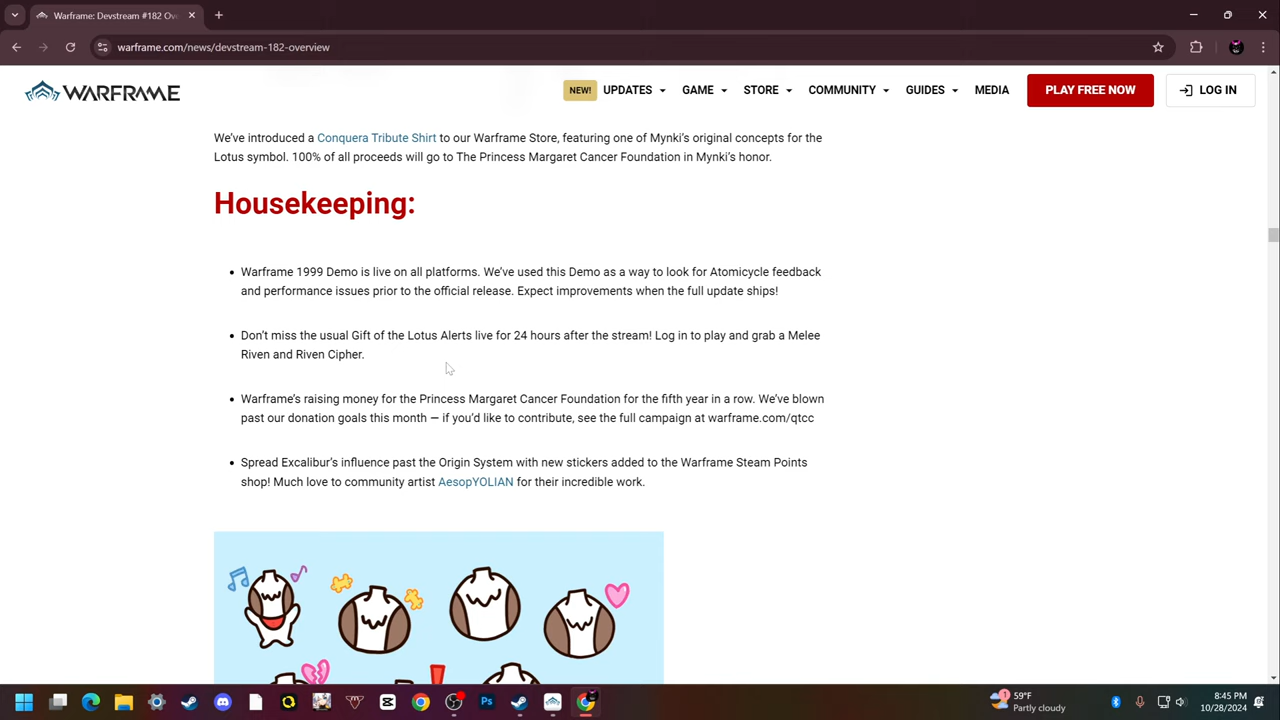 Warframe: Devstream #182 Ov
warframe.com/news/devstream-182-overview
WARFRAME
NEW! UPDATES GAME STORE COMMUNITY GUIDES MEDIA PLAY FREE NOW LOG IN
We've introduced a Conquera Tribute Shirt to our Warframe Store, featuring one of Mynki's original concepts for the
Lotus symbol. 100% of all proceeds will go to The Princess Margaret Cancer Foundation in Mynki's honor.
Housekeeping:
• Warframe 1999 Demo is live on all platforms. We've used this Demo as a way to look for Atomicycle feedback
and performance issues prior to the official release. Expect improvements when the full update ships!
• Don't miss the usual Gift of the Lotus Alerts live for 24 hours after the stream! Log in to play and grab a Melee
Riven and Riven Cipher.
• Warframe's raising money for the Princess Margaret Cancer Foundation for the fifth year in a row. We've blown
past our donation goals this month — if you'd like to contribute, see the full campaign at warframe.com/qtcc
• Spread Excalibur's influence past the Origin System with new stickers added to the Warframe Steam Points
shop! Much love to community artist AesopYOLIAN for their incredible work.
Ps
1
59°F
Partly cloudy
8:45 PM
10/28/2024